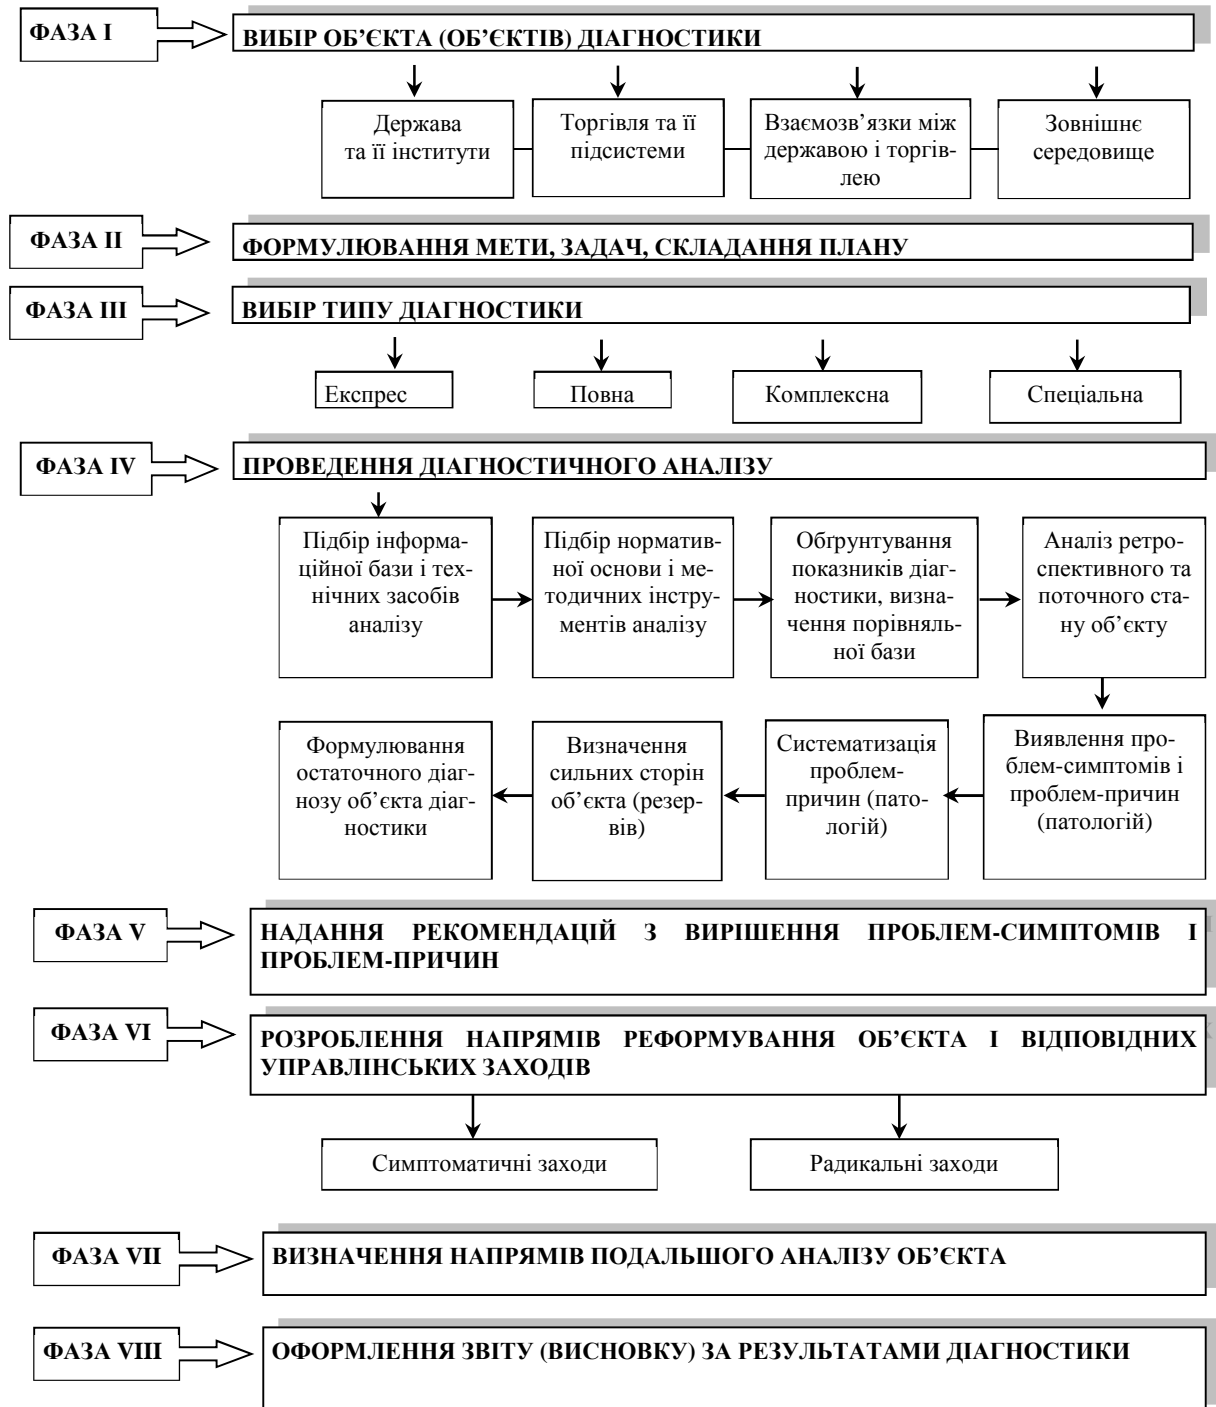 ФАЗА I
ВИБІР ОБ’ЄКТА (ОБ’ЄКТІВ) ДІАГНОСТИКИ
Держава
та її інститути
Торгівля та її
підсистеми
Взаємозв’язки між
державою і торгів-
лею
Зовнішнє
середовище
ФАЗА II
ФОРМУЛЮВАННЯ МЕТИ, ЗАДАЧ, СКЛАДАННЯ ПЛАНУ
ФАЗА III
ВИБІР ТИПУ ДІАГНОСТИКИ
Експрес
Повна
Комплексна
Спеціальна
ФАЗА IV
ПРОВЕДЕННЯ ДІАГНОСТИЧНОГО АНАЛІЗУ
Підбір інформа-
ційної бази і тех-
нічних засобів
аналізу
Підбір норматив-
ної основи і ме-
тодичних інстру-
ментів аналізу
Обґрунтування
показників діаг-
ностики, визна-
чення порівняль-
ної бази
Аналіз ретро-
спективного та
поточного ста-
ну об’єкту
Формулювання
остаточного діаг-
нозу об’єкта діаг-
ностики
Визначення
сильних сторін
об’єкта (резер-
вів)
Систематизація
проблем-
причин (пато-
логій)
Виявлення про-
блем-симптомів і
проблем-причин
(патологій)
ФАЗА V
НАДАННЯ РЕКОМЕНДАЦІЙ З ВИРІШЕННЯ ПРОБЛЕМ-СИМПТОМІВ І
ПРОБЛЕМ-ПРИЧИН
ФАЗА VI
РОЗРОБЛЕННЯ НАПРЯМІВ РЕФОРМУВАННЯ ОБ’ЄКТА І ВІДПОВІДНИХ
УПРАВЛІНСЬКИХ ЗАХОДІВ
Симптоматичні заходи
Радикальні заходи
ФАЗА VII
ВИЗНАЧЕННЯ НАПРЯМІВ ПОДАЛЬШОГО АНАЛІЗУ ОБ’ЄКТА
ФАЗА VIII
ОФОРМЛЕННЯ ЗВІТУ (ВИСНОВКУ) ЗА РЕЗУЛЬТАТАМИ ДІАГНОСТИКИ